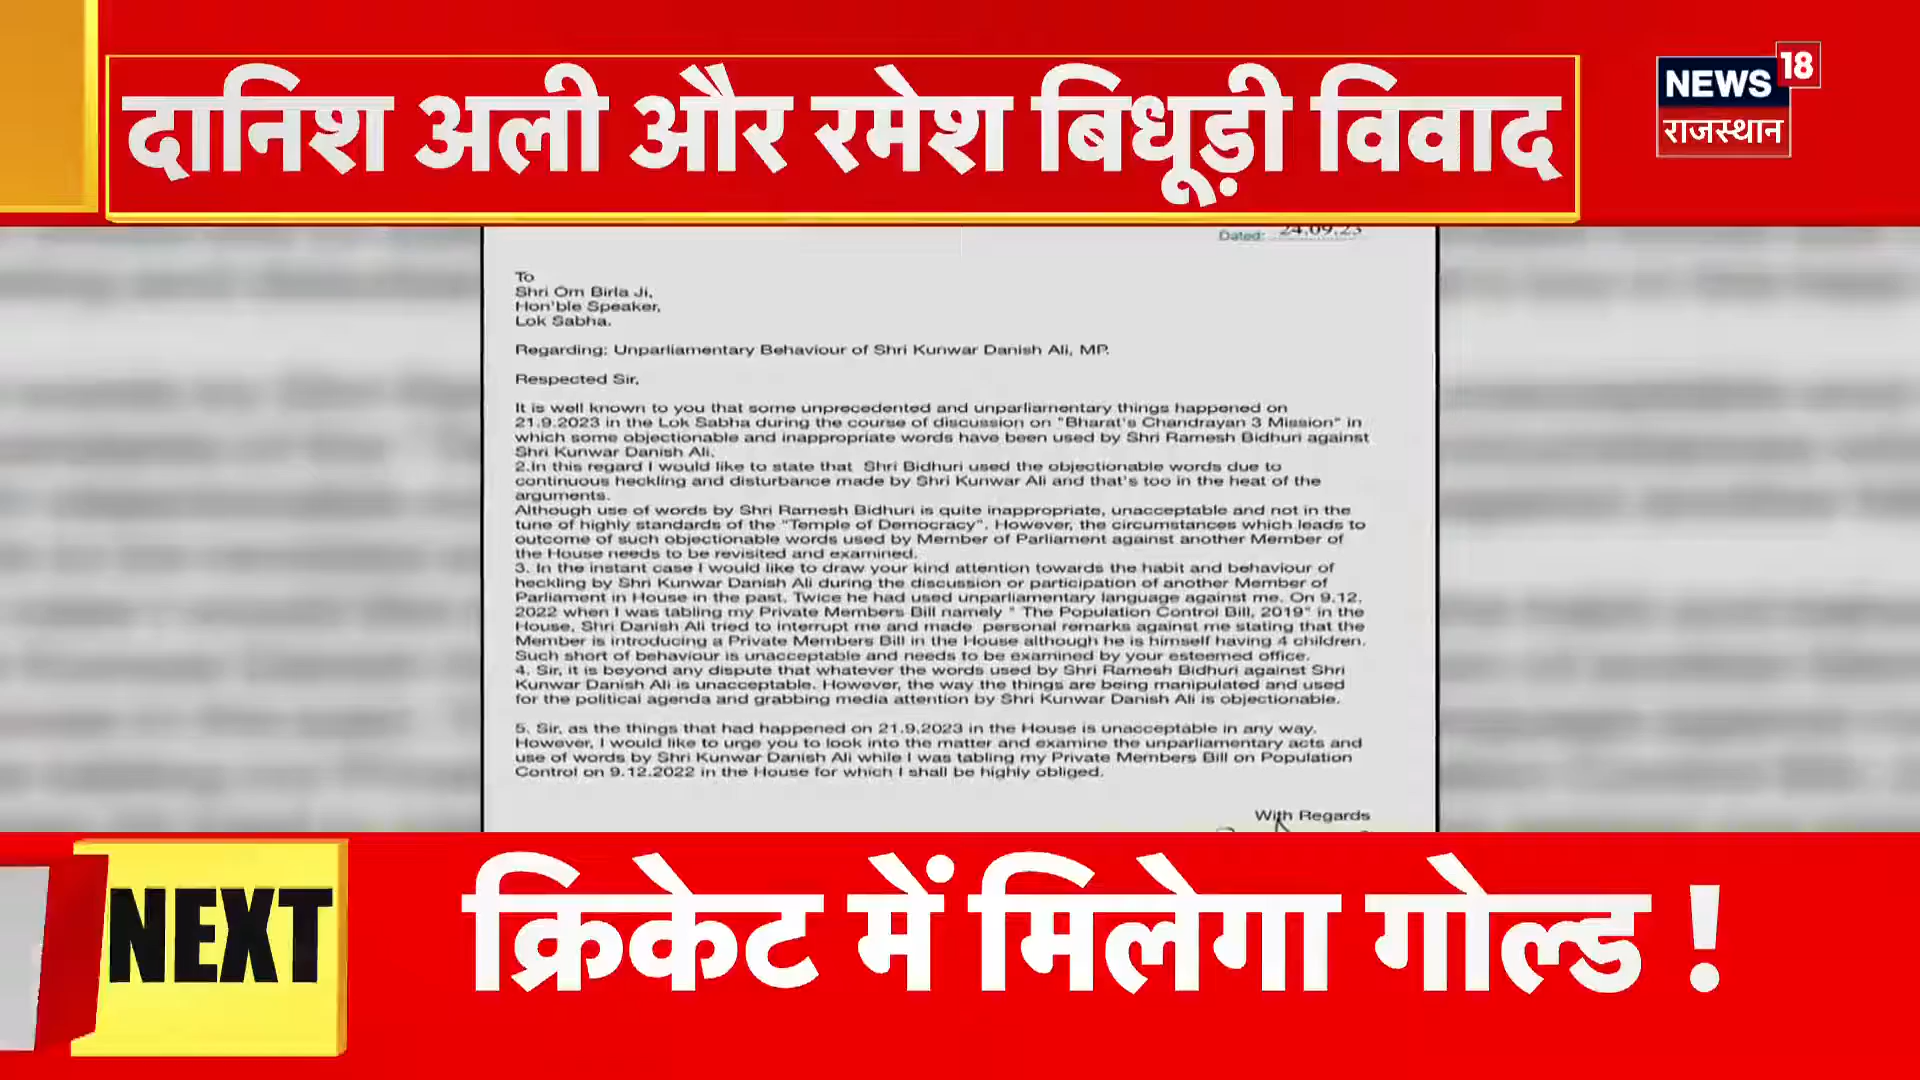 दानिश अली और रमेश बिधूड़ी विवाद
NEWS 18
राजस्थान
Dated: 24.09.23
To
Shri Om Birla Ji,
Hon'ble Speaker,
Lok Sabha.
Regarding: Unparliamentary Behaviour of Shri Kunwar Danish Ali, MP.
Respected Sir,
It is well known to you that some unprecedented and unparliamentary things happened on
21.9.2023 in the Lok Sabha during the course of discussion on "Bharat's Chandrayan 3 Mission" in
which some objectionable and inappropriate words have been used by Shri Ramesh Bidhuri against
Shri Kunwar Danish Ali.
2.In this regard I would like to state that Shri Bidhuri used the objectionable words due to
continuous heckling and disturbance made by Shri Kunwar Ali and that's too in the heat of the
arguments.
Although use of words by Shri Ramesh Bidhuri is quite inappropriate, unacceptable and not in the
tune of highly standards of the "Temple of Democracy". However, the circumstances which leads to
outcome of such objectionable words used by Member of Parliament against another Member of
the House needs to be revisited and examined.
3. In the instant case I would like to draw your kind attention towards the habit and behaviour of
heckling by Shri Kunwar Danish Ali during the discussion or participation of another Member of
Parliament in House in the past. Twice he had used unparliamentary language against me. On 9.12.
2022 when I was tabling my Private Members Bill namely " The Population Control Bill, 2019" in the
House, Shri Danish Ali tried to interrupt me and made personal remarks against me stating that the
Member is introducing a Private Members Bill in the House although he is himself having 4 children.
Such short of behaviour is unacceptable and needs to be examined by your esteemed office.
4. Sir, it is beyond any dispute that whatever the words used by Shri Ramesh Bidhuri against Shri
Kunwar Danish Ali is unacceptable. However, the way the things are being manipulated and used
for the political agenda and grabbing media attention by Shri Kunwar Danish Ali is objectionable.
5. Sir, as the things that had happened on 21.9.2023 in the House is unacceptable in any way.
However, I would like to urge you to look into the matter and examine the unparliamentary acts and
use of words by Shri Kunwar Danish Ali while I was tabling my Private Members Bill on Population
Control on 9.12.2022 in the House for which I shall be highly obliged.
With Regards
NEXT
क्रिकेट में मिलेगा गोल्ड !